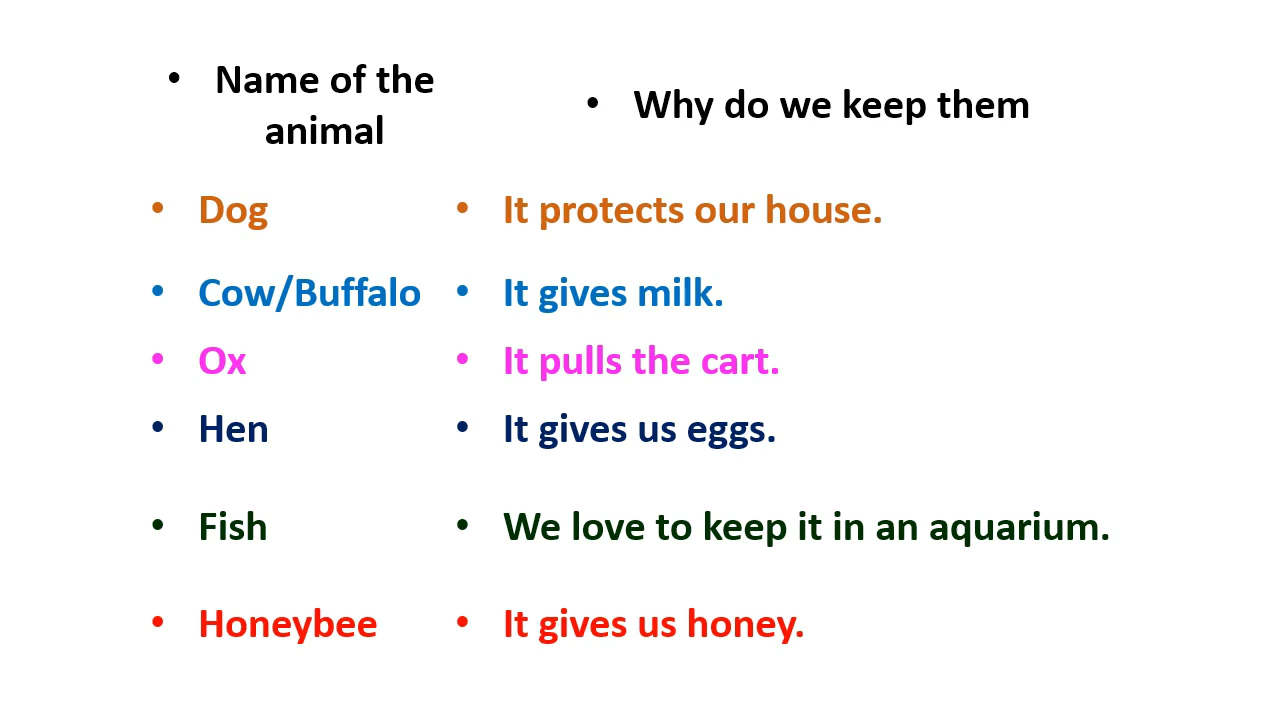 • Name of the
animal
• Why do we keep them
• Dog
• It protects our house.
• Cow/Buffalo
• It gives milk.
• Ox
• It pulls the cart.
• Hen
• It gives us eggs.
• Fish
• We love to keep it in an aquarium.
• Honeybee
• It gives us honey.